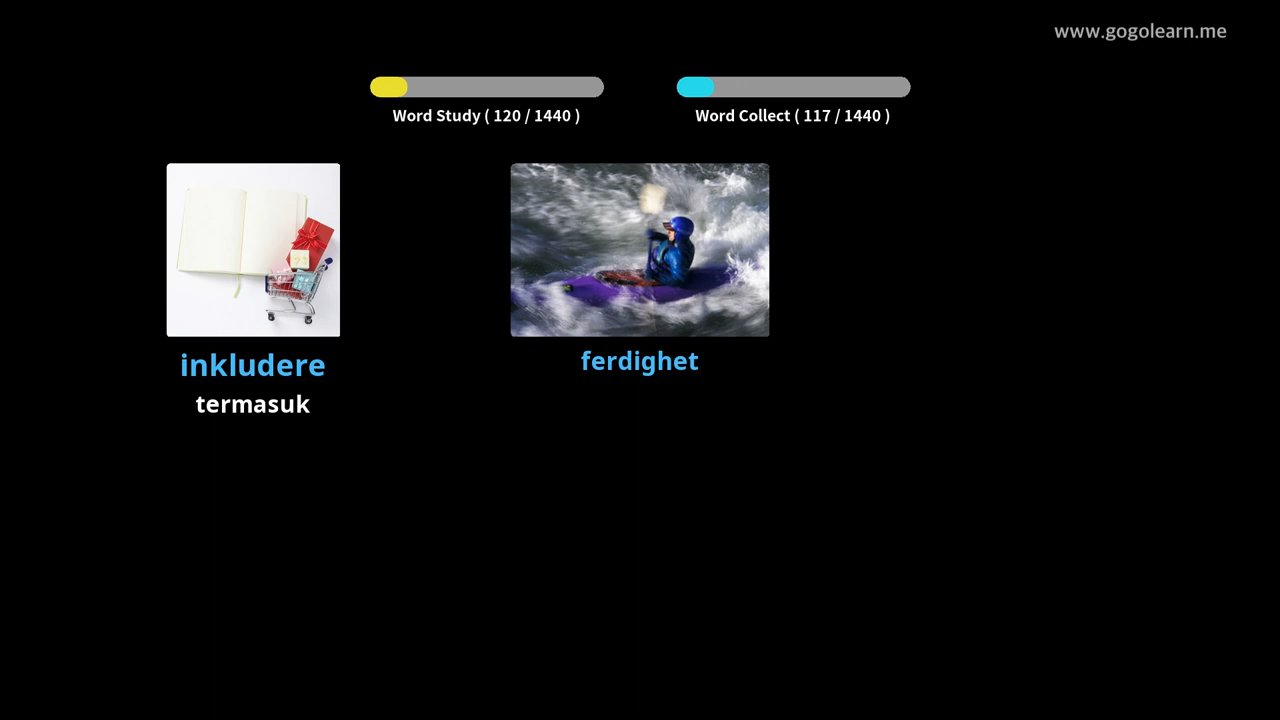 www.gogolearn.me
Word Study ( 120 / 1440 )
Word Collect ( 117 / 1440 )
inkludere
termasuk
ferdighet